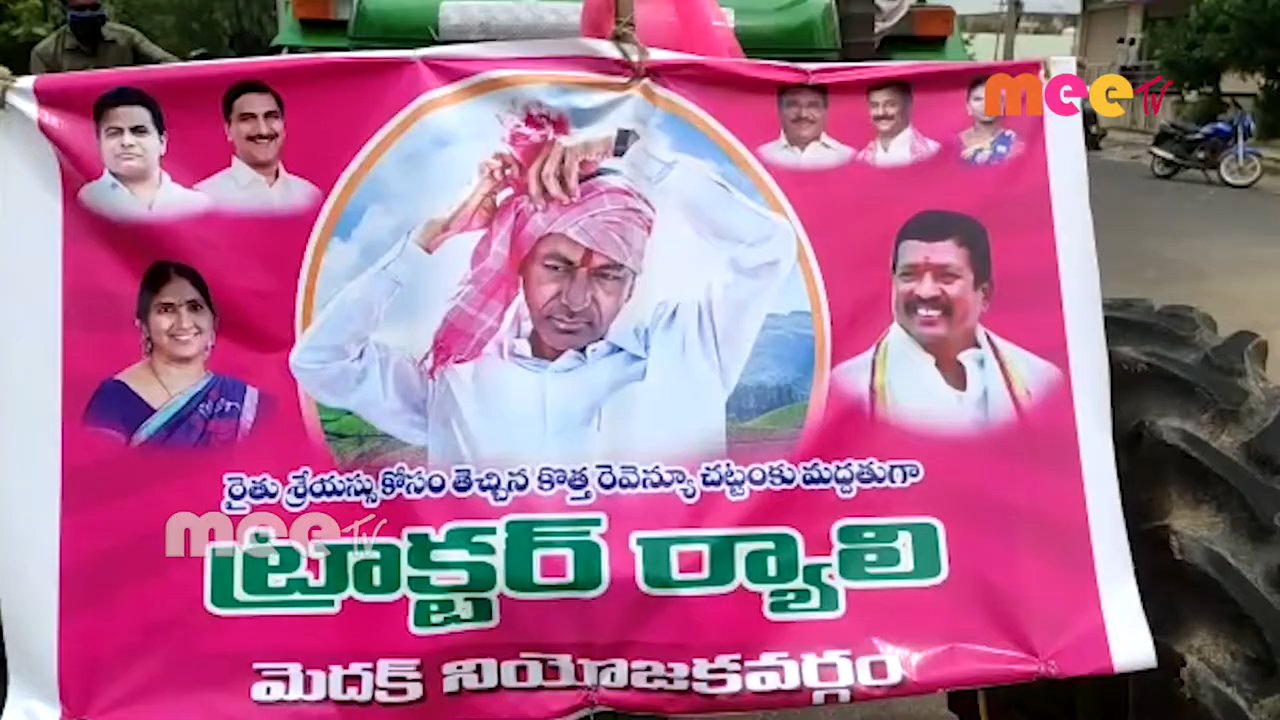 mee TV
రైతు శ్రేయస్సు కోసం తెచ్చిన కొత్త రెవెన్యూ చట్టంకు మద్దతుగా
mee TV
ట్రాక్టర్ ర్యాలి
మెదక్ నియోజకవర్గం